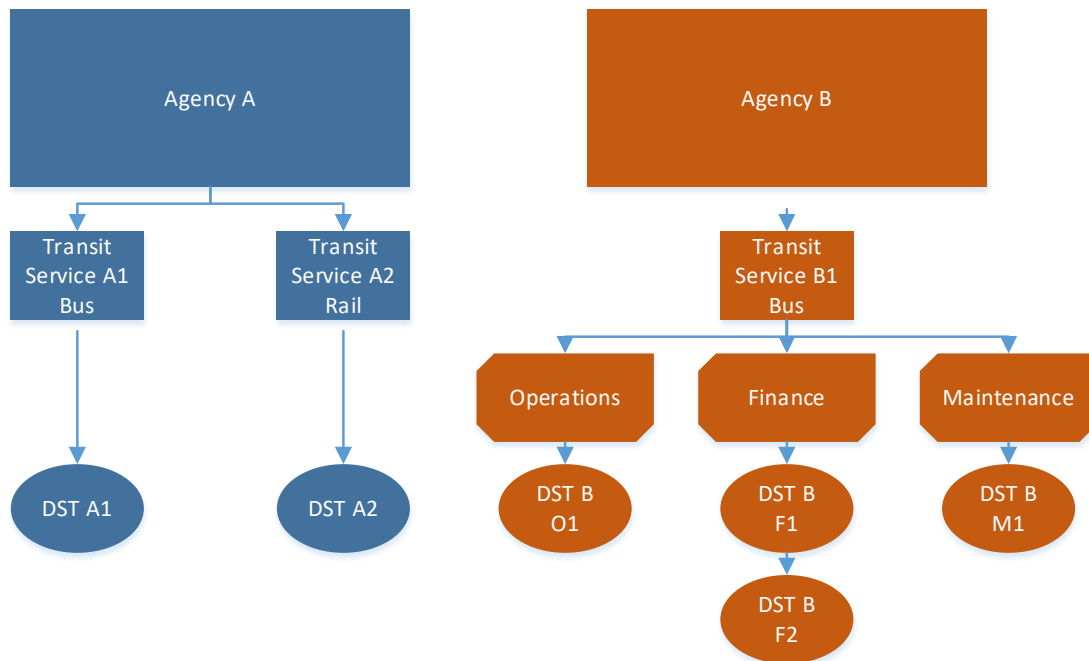 Agency A
Agency B
Transit
Service A1
Bus
Transit
Service A2
Rail
Transit
Service B1
Bus
Operations
Finance
Maintenance
DST A1
DST A2
DST B
O1
DST B
F1
DST B
M1
DST B
F2